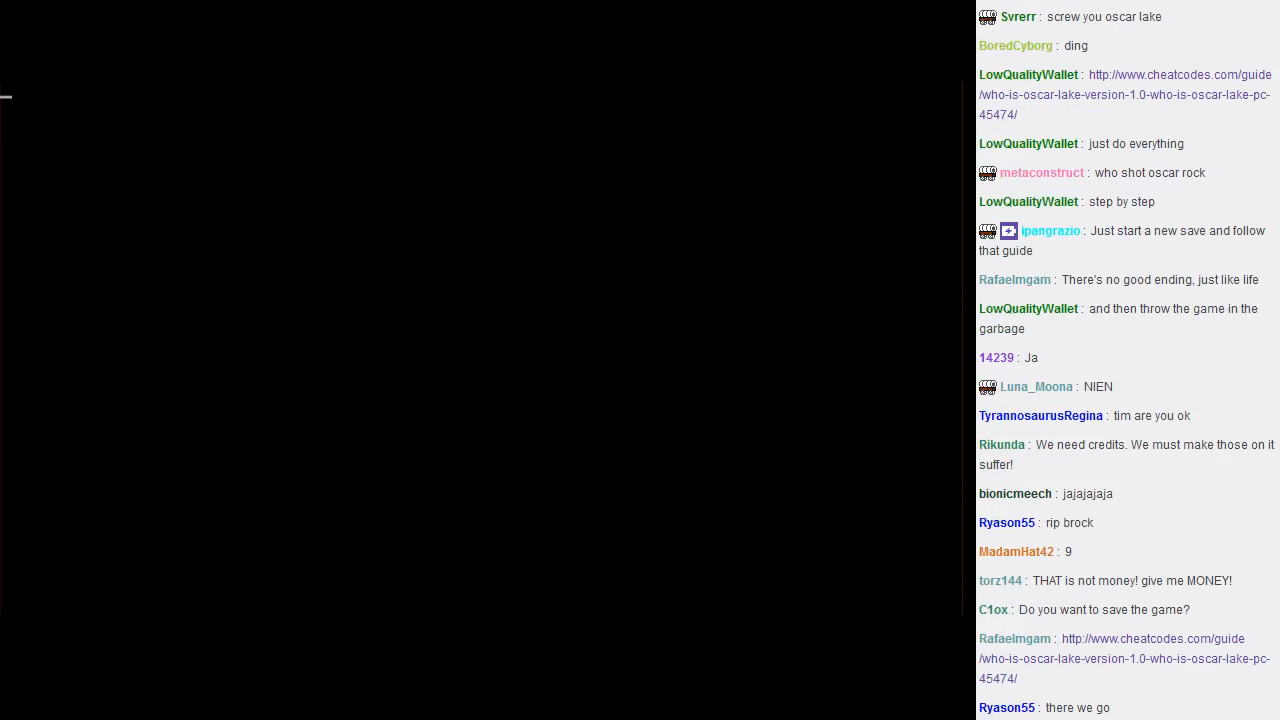 Svrerr : screw you oscar lake
BoredCyborg : ding
LowQualityWallet : http://www.cheatcodes.com/guide
/who-is-oscar-lake-version-1.0-who-is-oscar-lake-pc-
45474/
LowQualityWallet : just do everything
metaconstruct : who shot oscar rock
LowQualityWallet : step by step
ipangrazio : Just start a new save and follow
that guide
Rafaelmgam : There's no good ending, just like life
LowQualityWallet : and then throw the game in the
garbage
14239 : Ja
Luna_Moona : NIEN
TyrannosaurusRegina : tim are you ok
Rikunda : We need credits. We must make those on it
suffer!
bionicmeech : jajajajaja
Ryason55 : rip brock
MadamHat42 : 9
torz144 : THAT is not money! give me MONEY!
C1ox : Do you want to save the game?
Rafaelmgam : http://www.cheatcodes.com/guide
/who-is-oscar-lake-version-1.0-who-is-oscar-lake-pc-
45474/
Ryason55 : there we go